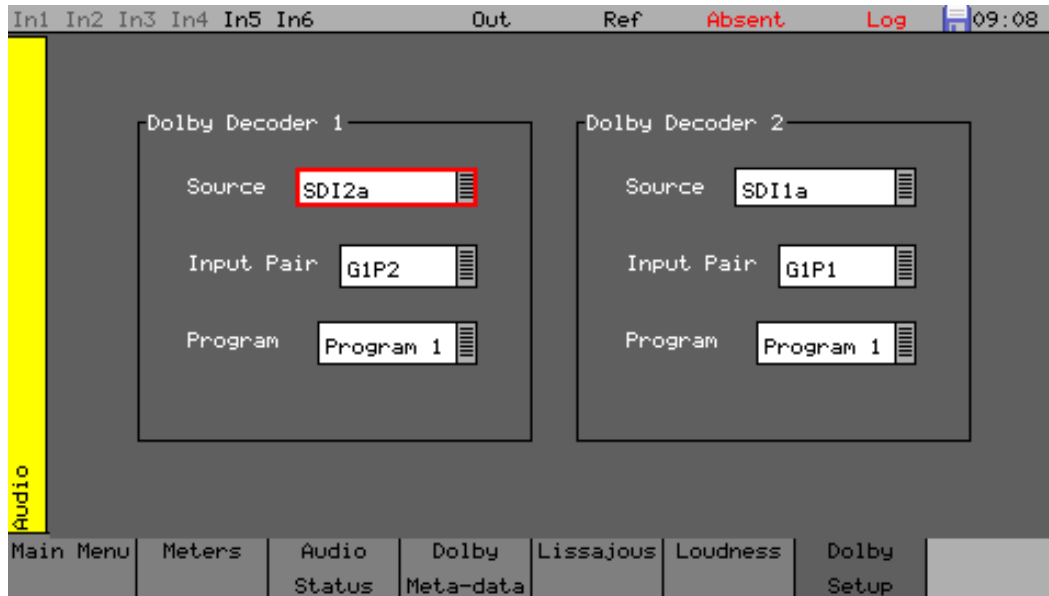 In1 In2 In3 In4 In5 In6 Out Ref Absent Log 09:08
Dolby Decoder 1
Source SDI2a
Input Pair G1P2
Program Program 1
Dolby Decoder 2
Source SDI1a
Input Pair G1P1
Program Program 1
Audio
Main Menu
Meters
Audio
Status
Dolby
Meta-data
Lissajous
Loudness
Dolby
Setup